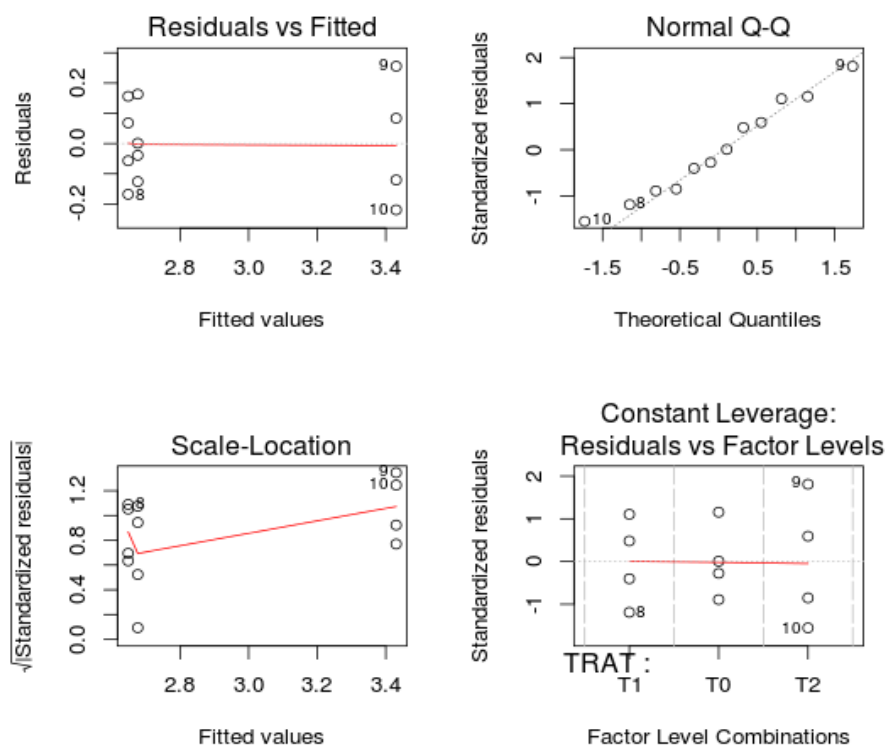 Residuals vs Fitted
Residuals
0.2
0.0
-0.2
9
8
10
2.8 3.0 3.2 3.4
Fitted values
Normal Q-Q
Standardized residuals
2
1
0
-1
9
8
10
-1.5 -0.5 0.5 1.5
Theoretical Quantiles
Scale-Location
√|Standardized residuals|
1.2
0.8
0.4
0.0
9
10
8
2.8 3.0 3.2 3.4
Fitted values
Constant Leverage:
Residuals vs Factor Levels
Standardized residuals
2
1
0
-1
9
8
10
TRAT :
T1 T0 T2
Factor Level Combinations